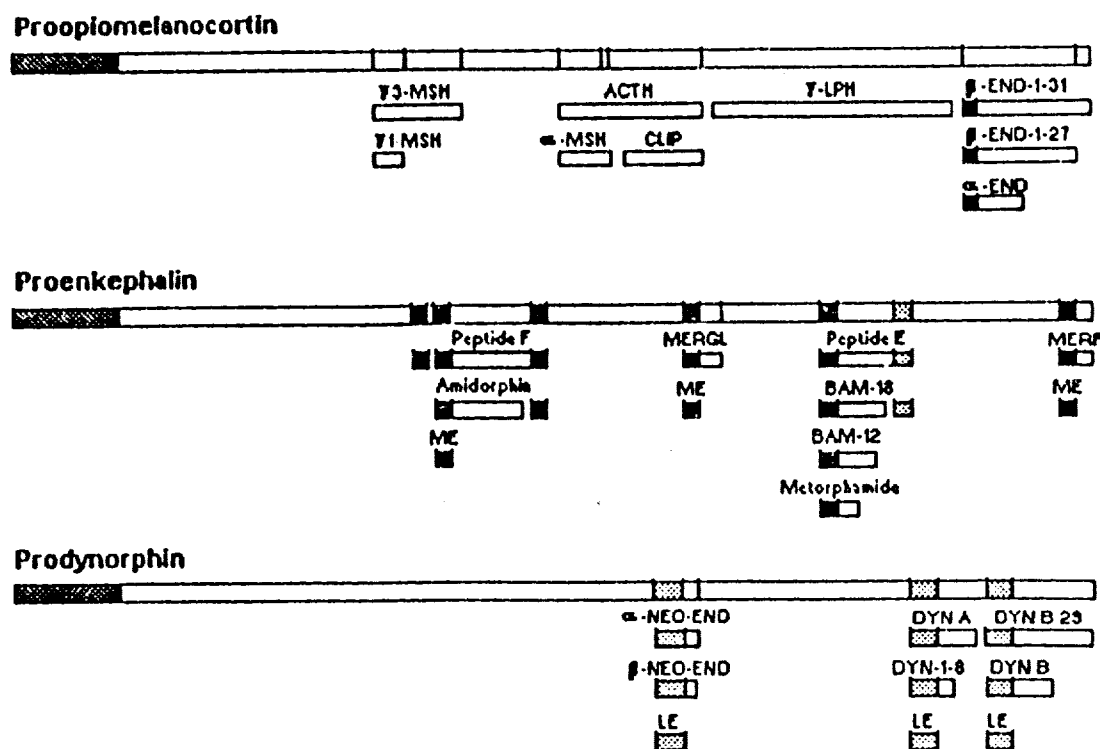 Proopiomelanocortin
γ3-MSH ACTH γ-LPH β-END-1-31
γ1-MSH α-MSH CLIP β-END-1-27
α-END
Proenkephalin
Peptide F MERGL Peptide E MERF
Amidorphin ME BAM-18 ME
ME BAM-12
Metorphamide
Prodynorphin
α-NEO-END DYN A DYN B 29
β-NEO-END DYN-1-8 DYN B
LE LE LE